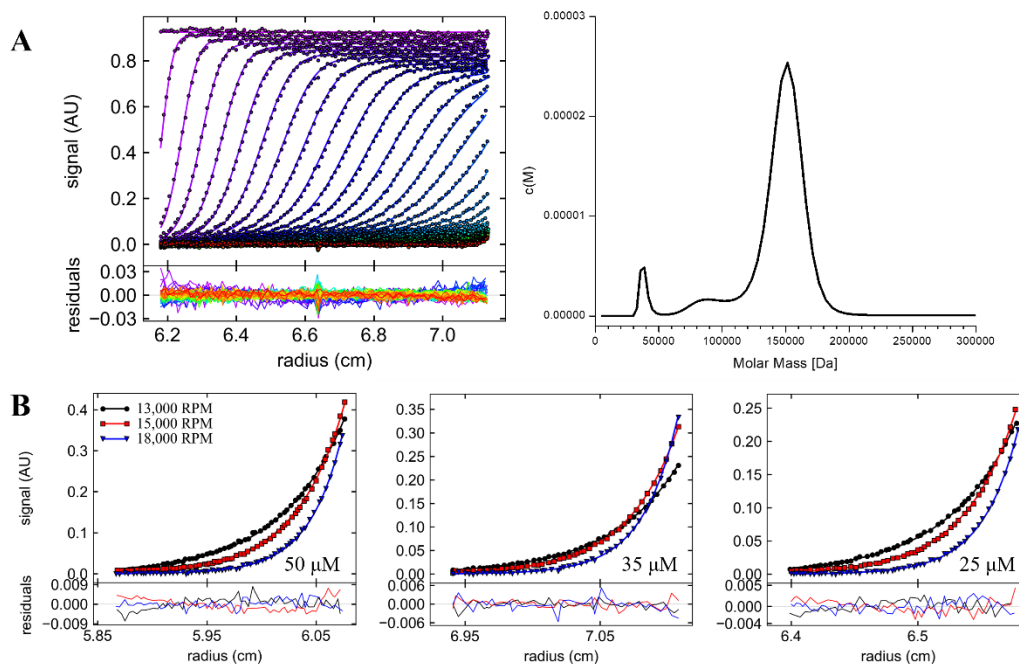 A
signal (AU)
0.8
0.6
0.4
0.2
0.0
residuals
0.03
0.00
−0.03
6.2 6.4 6.6 6.8 7.0
radius (cm)
c(M)
0.00003
0.00002
0.00001
0.00000
0 50000 100000 150000 200000 250000 300000
Molar Mass [Da]
B
signal (AU)
0.4
0.3
0.2
0.1
0.0
13,000 RPM
15,000 RPM
18,000 RPM
50 µM
residuals
0.009
0.000
−0.009
5.85 5.95 6.05
radius (cm)
0.35
0.30
0.25
0.20
0.15
0.10
0.05
0.00
35 µM
0.006
0.000
−0.006
6.95 7.05
radius (cm)
0.25
0.20
0.15
0.10
0.05
0.00
25 µM
0.005
0.000
−0.004
6.4 6.5
radius (cm)